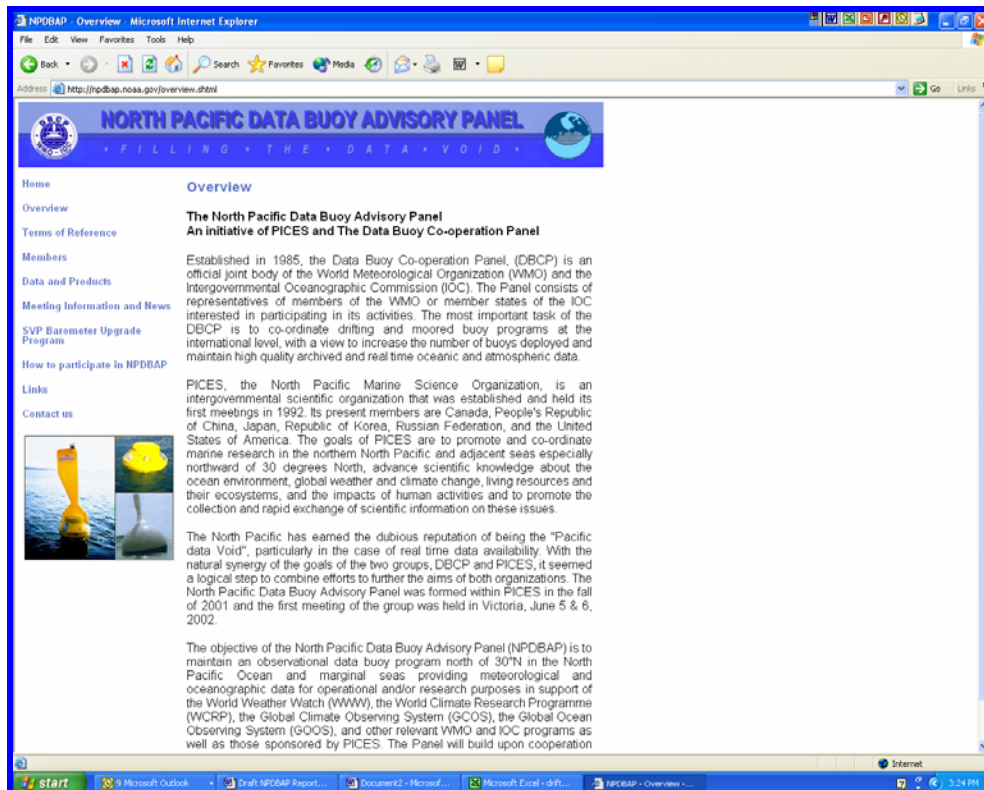 NPDBAP - Overview - Microsoft Internet Explorer
File Edit View Favorites Tools Help
Back Search Favorites Media
Address http://npdbap.noaa.gov/overview.shtml Go Links
DBCP
WMO-IOC
NORTH PACIFIC DATA BUOY ADVISORY PANEL
• FILLING • THE • DATA • VOID •
Home
Overview
Terms of Reference
Members
Data and Products
Meeting Information and News
SVP Barometer Upgrade
Program
How to participate in NPDBAP
Links
Contact us
Overview
The North Pacific Data Buoy Advisory Panel
An initiative of PICES and The Data Buoy Co-operation Panel
Established in 1985, the Data Buoy Co-operation Panel, (DBCP) is an
official joint body of the World Meteorological Organization (WMO) and the
Intergovernmental Oceanographic Commission (IOC). The Panel consists of
representatives of members of the WMO or member states of the IOC
interested in participating in its activities. The most important task of the
DBCP is to co-ordinate drifting and moored buoy programs at the
international level, with a view to increase the number of buoys deployed and
maintain high quality archived and real time oceanic and atmospheric data.
PICES, the North Pacific Marine Science Organization, is an
intergovernmental scientific organization that was established and held its
first meetings in 1992. Its present members are Canada, People's Republic
of China, Japan, Republic of Korea, Russian Federation, and the United
States of America. The goals of PICES are to promote and co-ordinate
marine research in the northern North Pacific and adjacent seas especially
northward of 30 degrees North, advance scientific knowledge about the
ocean environment, global weather and climate change, living resources and
their ecosystems, and the impacts of human activities and to promote the
collection and rapid exchange of scientific information on these issues.
The North Pacific has earned the dubious reputation of being the "Pacific
data Void", particularly in the case of real time data availability. With the
natural synergy of the goals of the two groups, DBCP and PICES, it seemed
a logical step to combine efforts to further the aims of both organizations. The
North Pacific Data Buoy Advisory Panel was formed within PICES in the fall
of 2001 and the first meeting of the group was held in Victoria, June 5 & 6,
2002.
The objective of the North Pacific Data Buoy Advisory Panel (NPDBAP) is to
maintain an observational data buoy program north of 30°N in the North
Pacific Ocean and marginal seas providing meteorological and
oceanographic data for operational and/or research purposes in support of
the World Weather Watch (WWW), the World Climate Research Programme
(WCRP), the Global Climate Observing System (GCOS), the Global Ocean
Observing System (GOOS), and other relevant WMO and IOC programs as
well as those sponsored by PICES. The Panel will build upon cooperation
Internet
start 9 Microsoft Outlook Draft NPDBAP Report... Document2 - Microsof... Microsoft Excel - drift... NPDBAP - Overview -... 3:24 PM